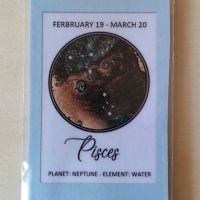 FERBRUARY 19 - MARCH 20
Pisces
PLANET: NEPTUNE - ELEMENT: WATER